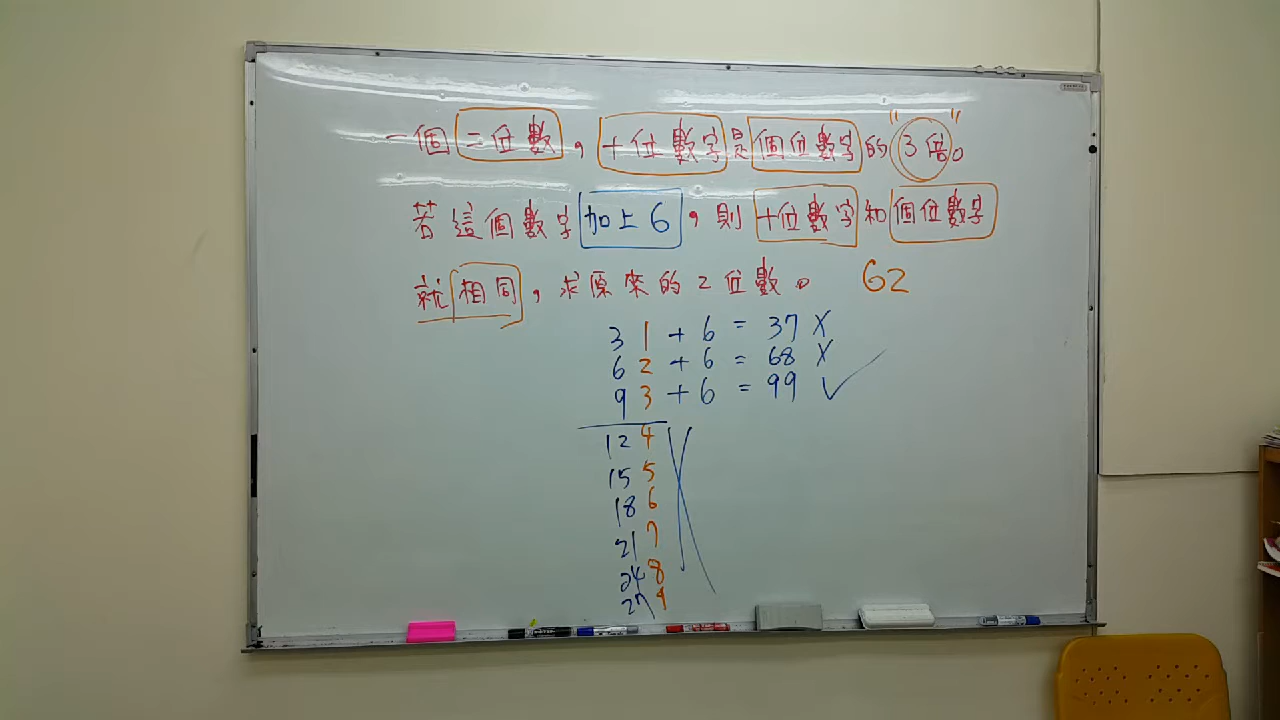 一個二位數，十位數字是個位數字的"3倍"。
若這個數字加上6，則十位數字和個位數字
就相同，求原來的2位數。 62
31+6=37 X
62+6=68 X
93+6=99 ✓
124
155
186
217
248
279